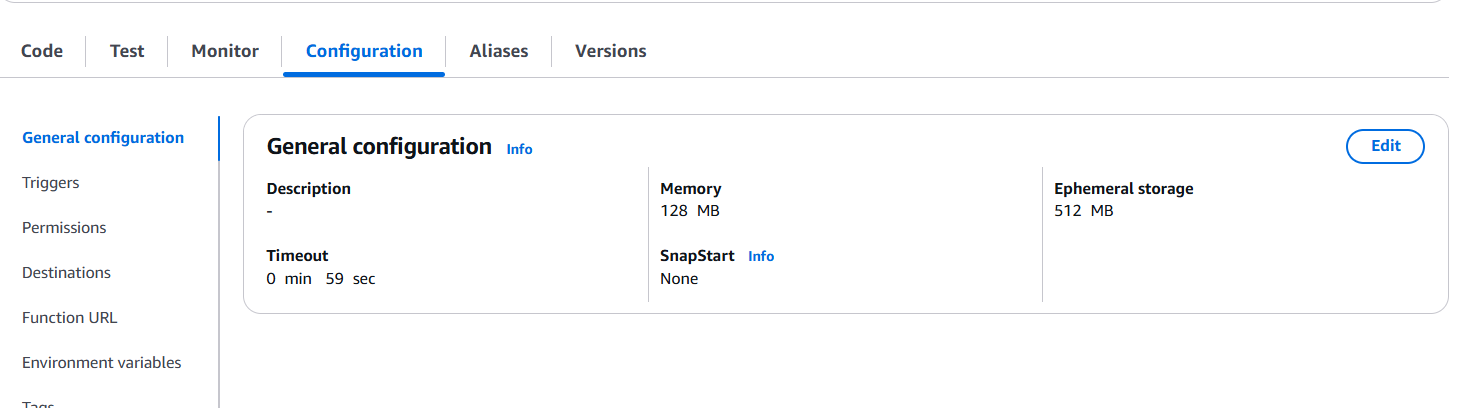 Code Test Monitor Configuration Aliases Versions
General configuration
Triggers
Permissions
Destinations
Function URL
Environment variables
Tags
General configuration Info Edit
Description
-
Memory
128 MB
Ephemeral storage
512 MB
Timeout
0 min 59 sec
SnapStart Info
None